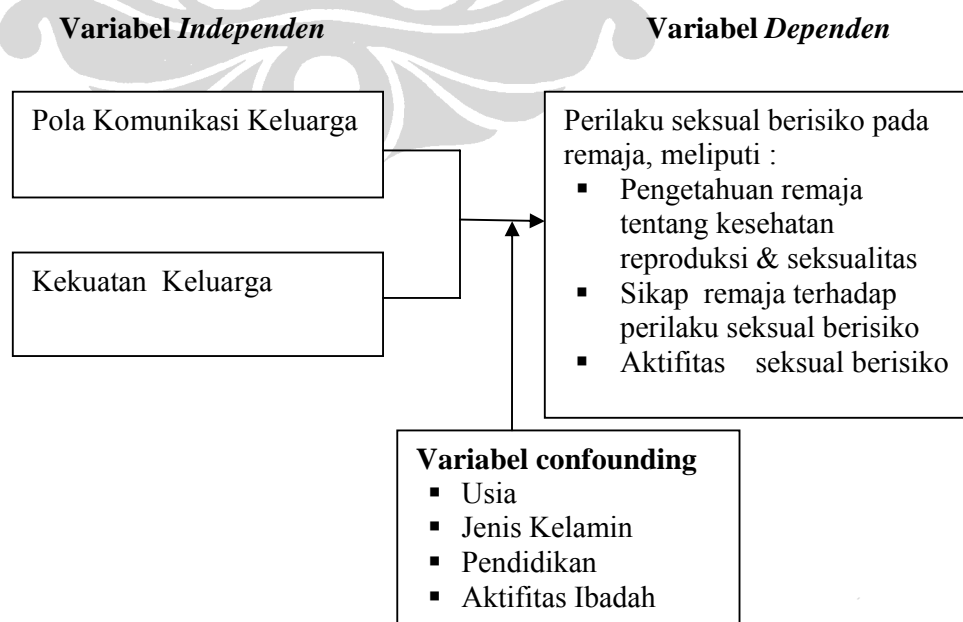 Variabel Independen
Variabel Dependen
Pola Komunikasi Keluarga
Kekuatan Keluarga
Perilaku seksual berisiko pada
remaja, meliputi :
▪ Pengetahuan remaja
tentang kesehatan
reproduksi & seksualitas
▪ Sikap remaja terhadap
perilaku seksual berisiko
▪ Aktifitas seksual berisiko
Variabel confounding
▪ Usia
▪ Jenis Kelamin
▪ Pendidikan
▪ Aktifitas Ibadah